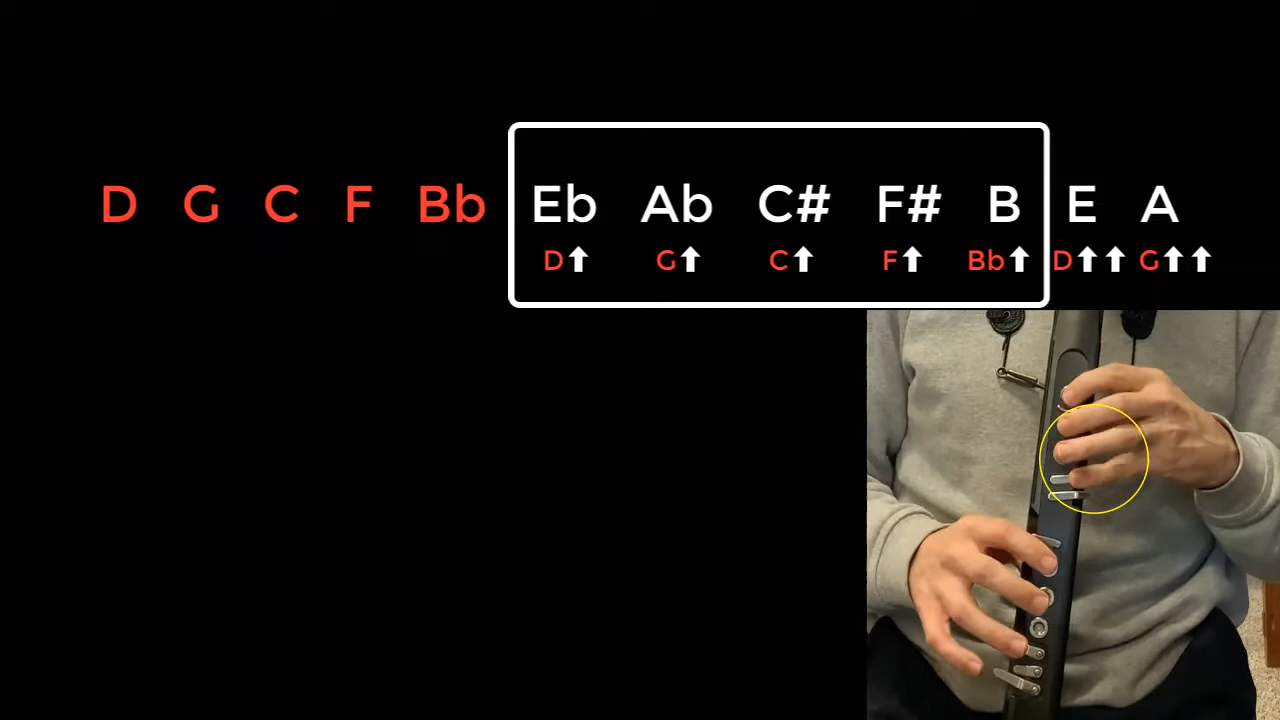 D G C F Bb Eb Ab C# F# B E A
D⬆ G⬆ C⬆ F⬆ Bb⬆ D⬆⬆ G⬆⬆